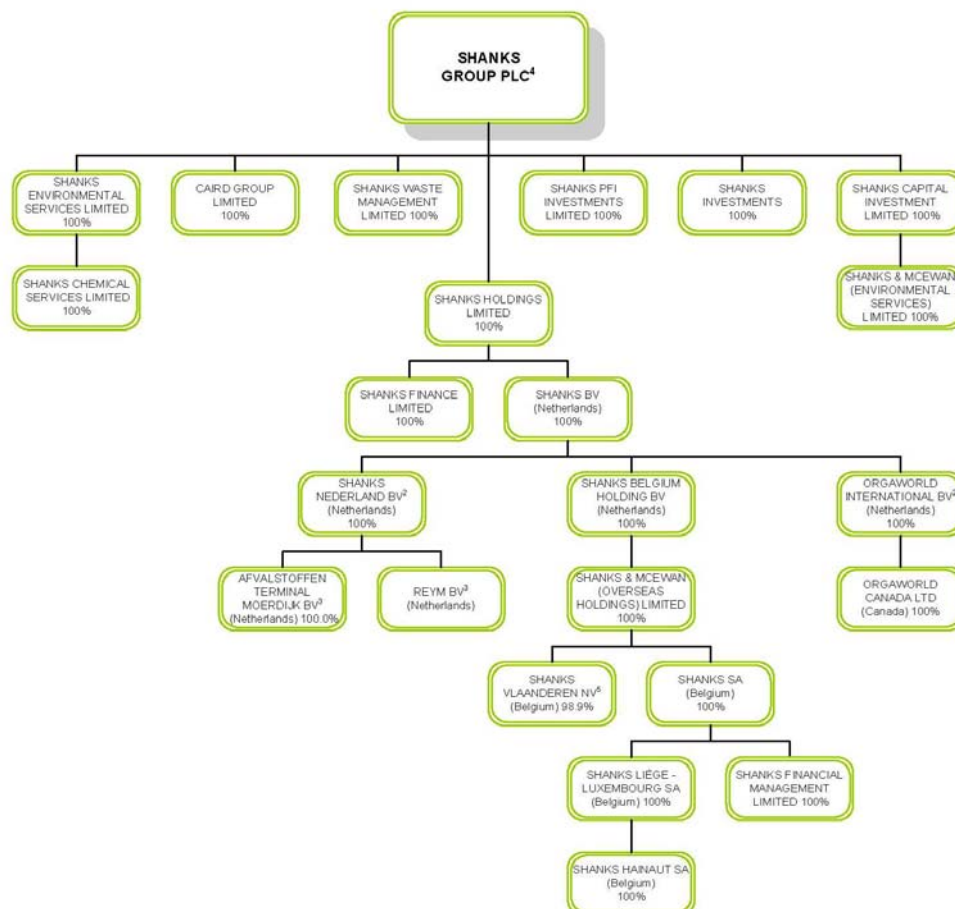 SHANKS
GROUP PLC⁴
SHANKS
ENVIRONMENTAL
SERVICES LIMITED
100%
CAIRD GROUP
LIMITED
100%
SHANKS WASTE
MANAGEMENT
LIMITED 100%
SHANKS PFI
INVESTMENTS
LIMITED 100%
SHANKS
INVESTMENTS
100%
SHANKS CAPITAL
INVESTMENT
LIMITED 100%
SHANKS CHEMICAL
SERVICES LIMITED
100%
SHANKS & MCEWAN
(ENVIRONMENTAL
SERVICES)
LIMITED 100%
SHANKS HOLDINGS
LIMITED
100%
SHANKS FINANCE
LIMITED
100%
SHANKS BV
(Netherlands)
100%
SHANKS
NEDERLAND BV²
(Netherlands)
100%
SHANKS BELGIUM
HOLDING BV
(Netherlands)
100%
ORGAWORLD
INTERNATIONAL BV²
(Netherlands)
100%
AFVALSTOFFEN
TERMINAL
MOERDIJK BV³
(Netherlands) 100.0%
REYM BV³
(Netherlands)
SHANKS & MCEWAN
(OVERSEAS
HOLDINGS) LIMITED
100%
ORGAWORLD
CANADA LTD
(Canada) 100%
SHANKS
VLAANDEREN NV⁵
(Belgium) 98.9%
SHANKS SA
(Belgium)
100%
SHANKS LIÉGE -
LUXEMBOURG SA
(Belgium) 100%
SHANKS FINANCIAL
MANAGEMENT
LIMITED 100%
SHANKS HAINAUT SA
(Belgium)
100%